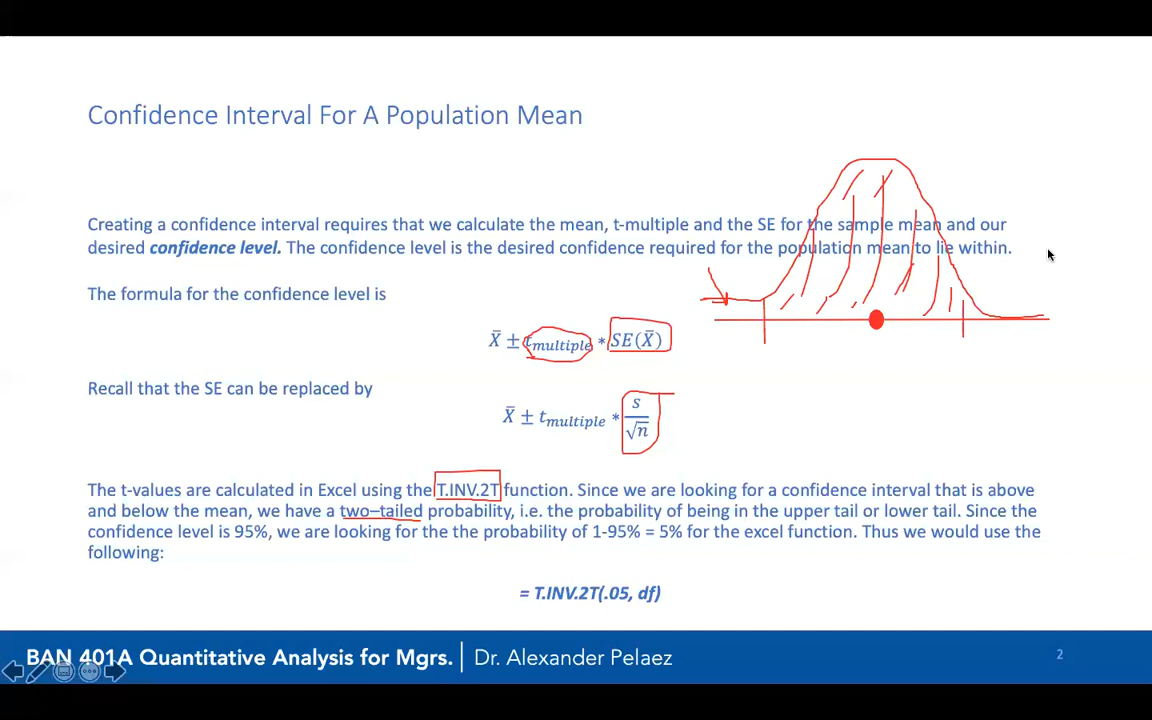 Confidence Interval For A Population Mean
Creating a confidence interval requires that we calculate the mean, t-multiple and the SE for the sample mean and our
desired confidence level. The confidence level is the desired confidence required for the population mean to lie within.
The formula for the confidence level is
X̄ ± t_multiple * SE(X̄)
Recall that the SE can be replaced by
X̄ ± t_multiple * s/√n
The t-values are calculated in Excel using the T.INV.2T function. Since we are looking for a confidence interval that is above
and below the mean, we have a two–tailed probability, i.e. the probability of being in the upper tail or lower tail. Since the
confidence level is 95%, we are looking for the the probability of 1-95% = 5% for the excel function. Thus we would use the
following:
= T.INV.2T(.05, df)
BAN 401A Quantitative Analysis for Mgrs. | Dr. Alexander Pelaez
2